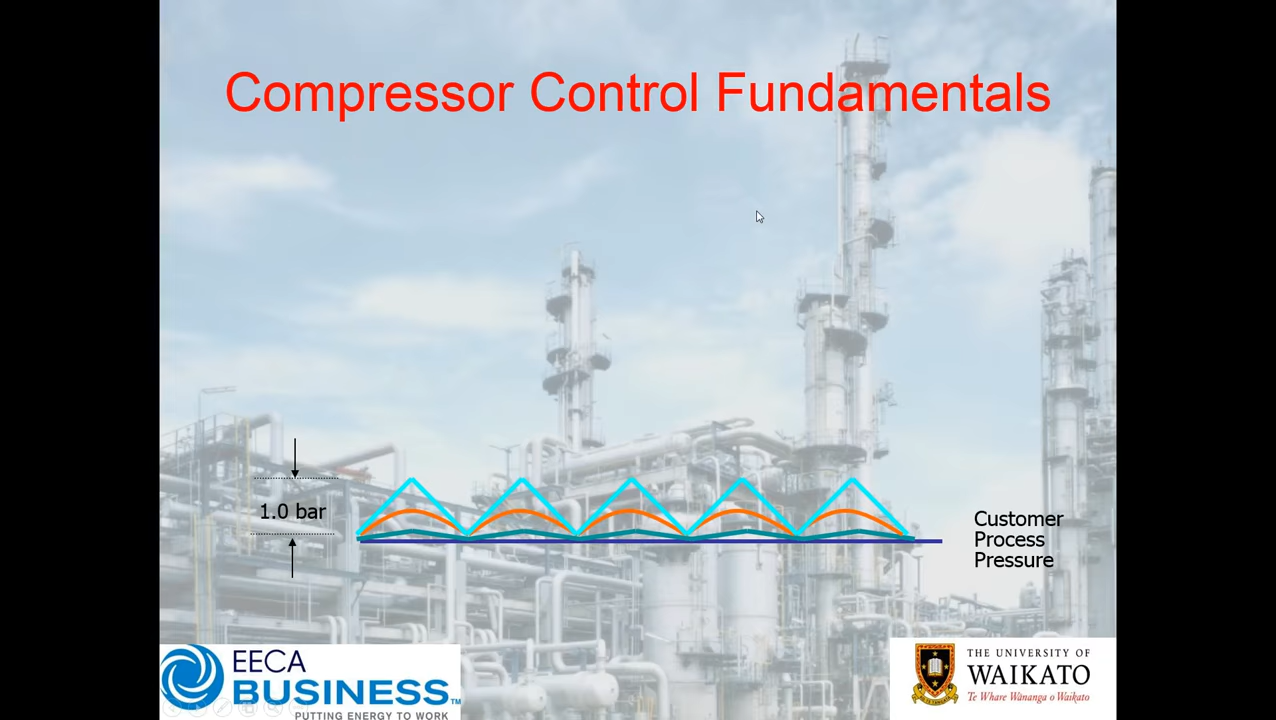 Compressor Control Fundamentals
1.0 bar
Customer
Process
Pressure
EECA
BUSINESS™
PUTTING ENERGY TO WORK
THE UNIVERSITY OF
WAIKATO
Te Whare Wānanga o Waikato